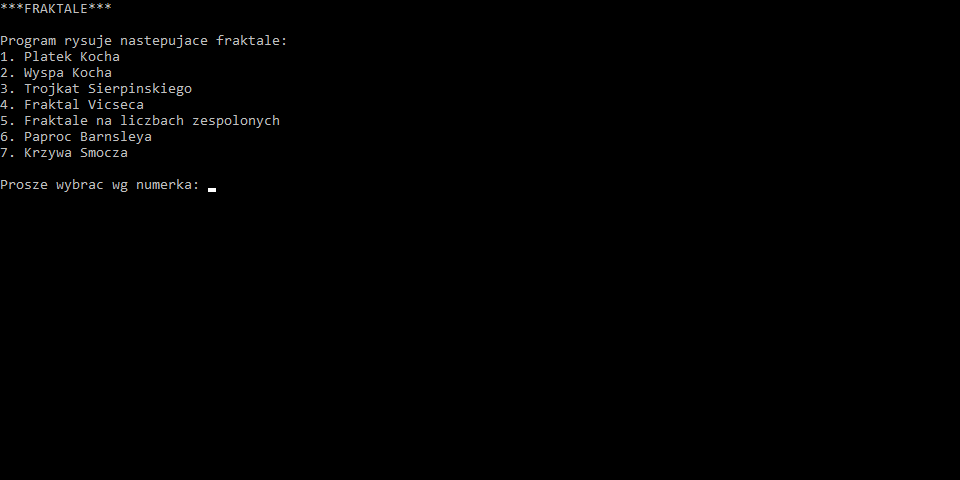 ***FRAKTALE***
Program rysuje nastepujace fraktale:
1. Platek Kocha
2. Wyspa Kocha
3. Trojkat Sierpinskiego
4. Fraktal Vicseca
5. Fraktale na liczbach zespolonych
6. Paproc Barnsleya
7. Krzywa Smocza
Prosze wybrac wg numerka: